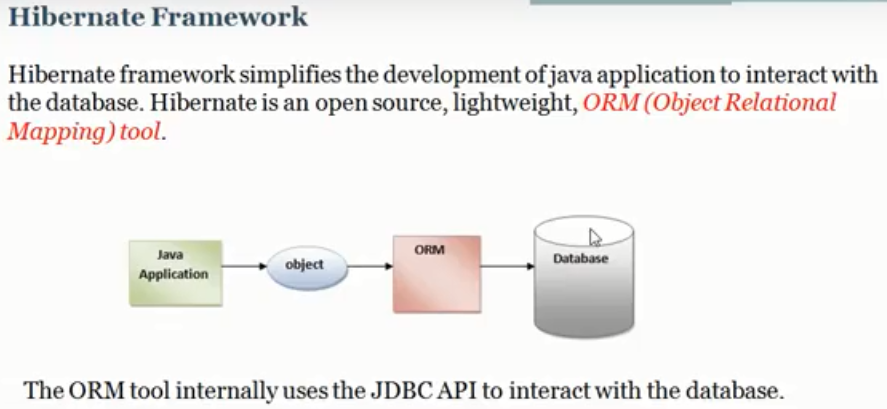 Hibernate Framework
Hibernate framework simplifies the development of java application to interact with
the database. Hibernate is an open source, lightweight, ORM (Object Relational
Mapping) tool.
Java
Application
object
ORM
Database
The ORM tool internally uses the JDBC API to interact with the database.